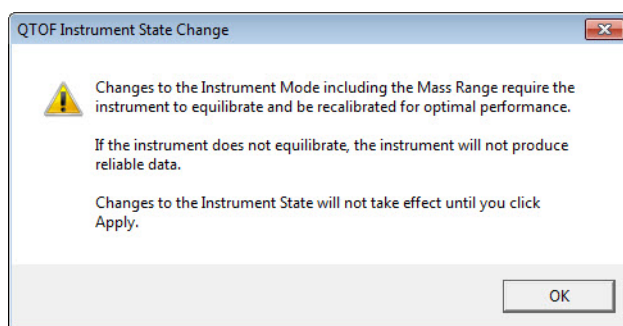 QTOF Instrument State Change
Changes to the Instrument Mode including the Mass Range require the
instrument to equilibrate and be recalibrated for optimal performance.
If the instrument does not equilibrate, the instrument will not produce
reliable data.
Changes to the Instrument State will not take effect until you click
Apply.
OK